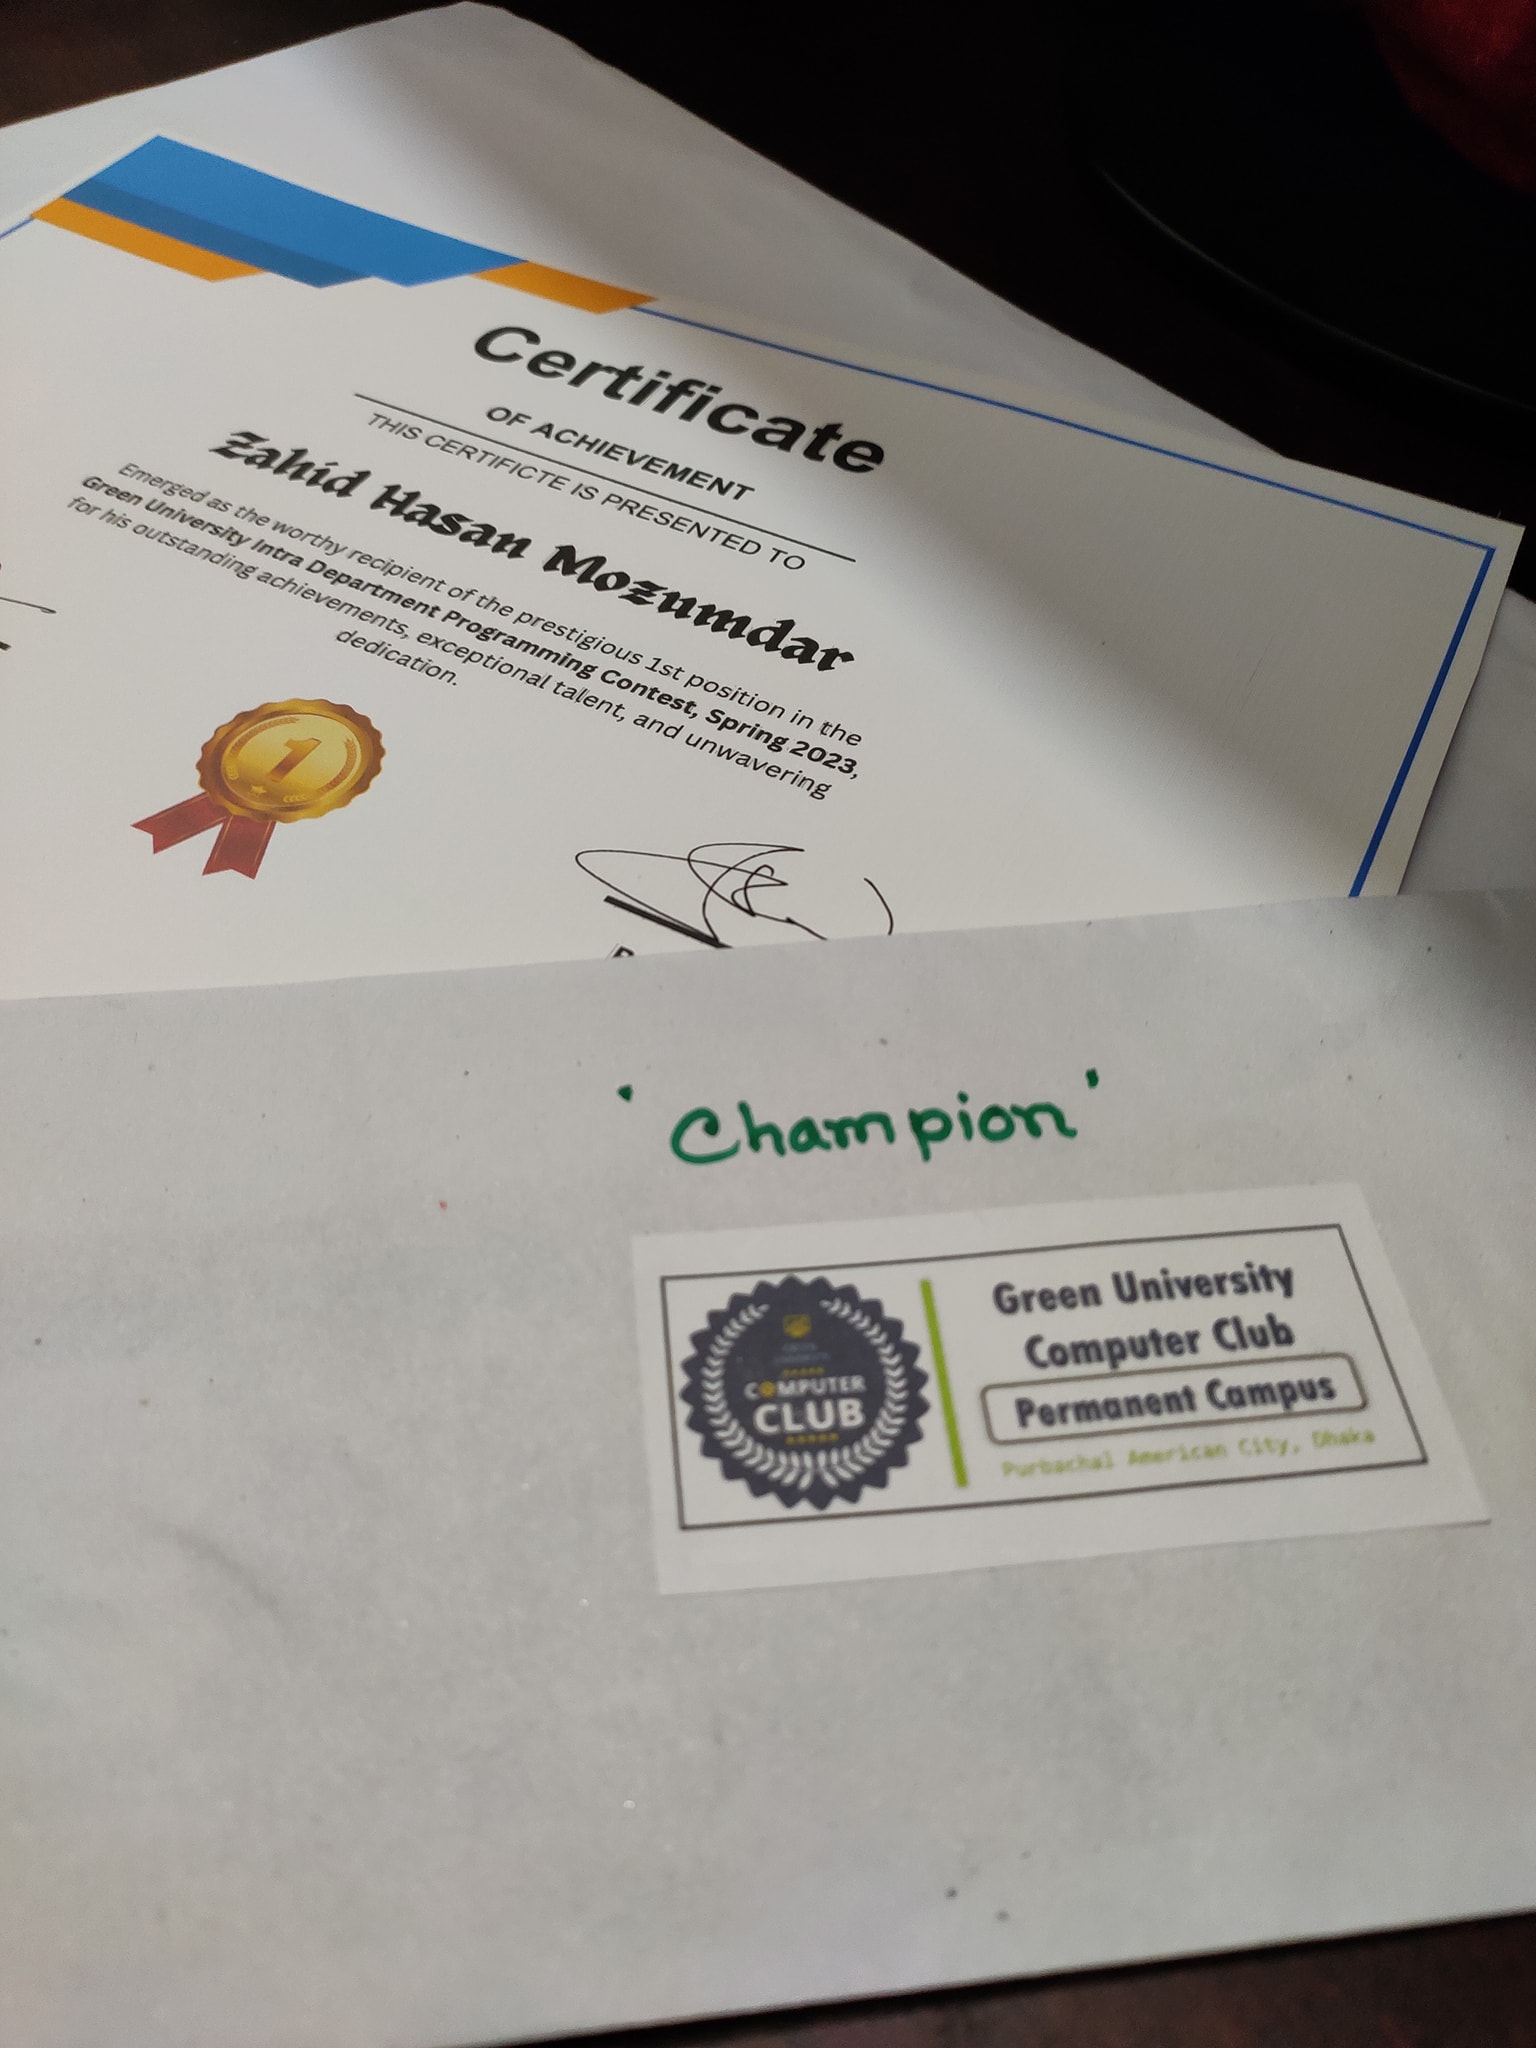 Certificate
OF ACHIEVEMENT
THIS CERTIFICTE IS PRESENTED TO
Zahid Hasan Mozumdar
Emerged as the worthy recipient of the prestigious 1st position in the
Green University Intra Department Programming Contest, Spring 2023,
for his outstanding achievements, exceptional talent, and unwavering
dedication.
1
'Champion'
COMPUTER
CLUB
Green University
Computer Club
Permanent Campus
Purbachal American City, Dhaka